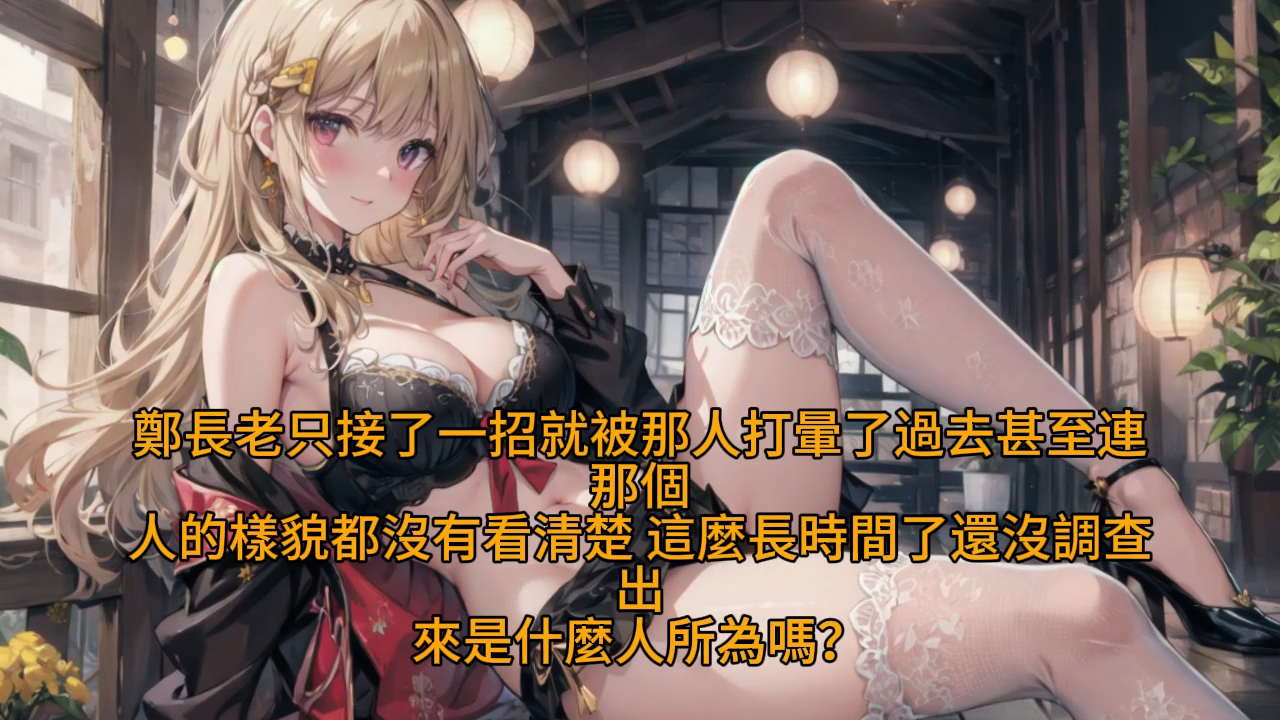 鄭長老只接了一招就被那人打暈了過去甚至連
那個
人的樣貌都沒有看清楚 這麼長時間了還沒調查
出
來是什麼人所為嗎?